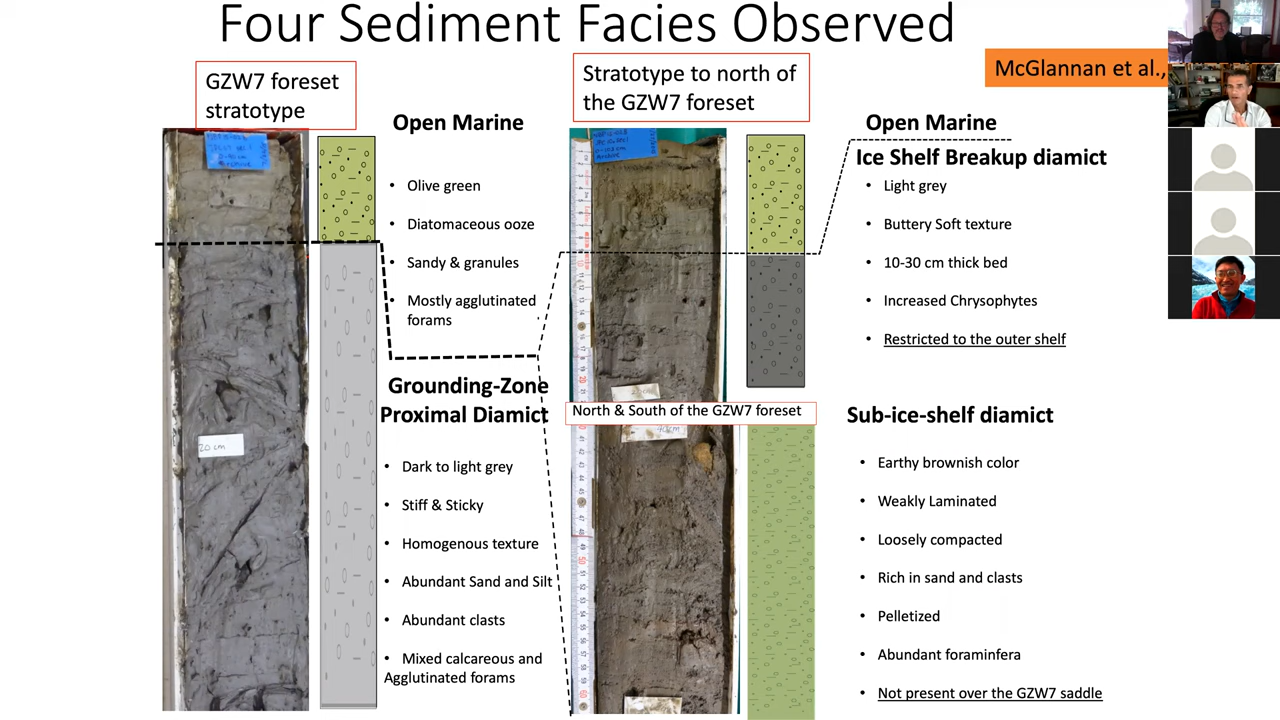 Four Sediment Facies Observed
McGlannan et al.,
GZW7 foreset
stratotype
Open Marine
• Olive green
• Diatomaceous ooze
• Sandy & granules
• Mostly agglutinated
forams
Grounding-Zone
Proximal Diamict
• Dark to light grey
• Stiff & Sticky
• Homogenous texture
• Abundant Sand and Silt
• Abundant clasts
• Mixed calcareous and
Agglutinated forams
20 cm
Stratotype to north of
the GZW7 foreset
North & South of the GZW7 foreset
Open Marine
Ice Shelf Breakup diamict
• Light grey
• Buttery Soft texture
• 10-30 cm thick bed
• Increased Chrysophytes
• Restricted to the outer shelf
Sub-ice-shelf diamict
• Earthy brownish color
• Weakly Laminated
• Loosely compacted
• Rich in sand and clasts
• Pelletized
• Abundant foraminfera
• Not present over the GZW7 saddle